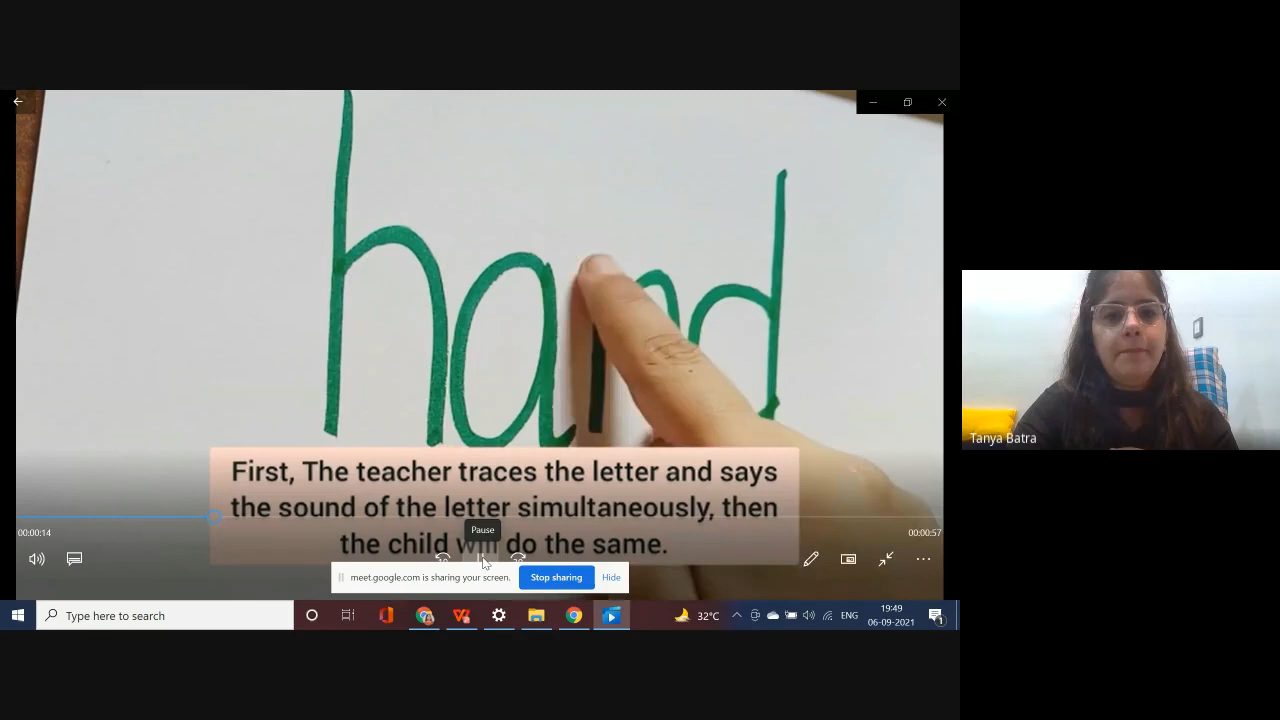 hand
First, The teacher traces the letter and says
the sound of the letter simultaneously, then
the child will do the same.
Pause
00:00:14
00:00:57
meet.google.com is sharing your screen.
Stop sharing
Hide
Tanya Batra
Type here to search
32°C
ENG
19:49
06-09-2021